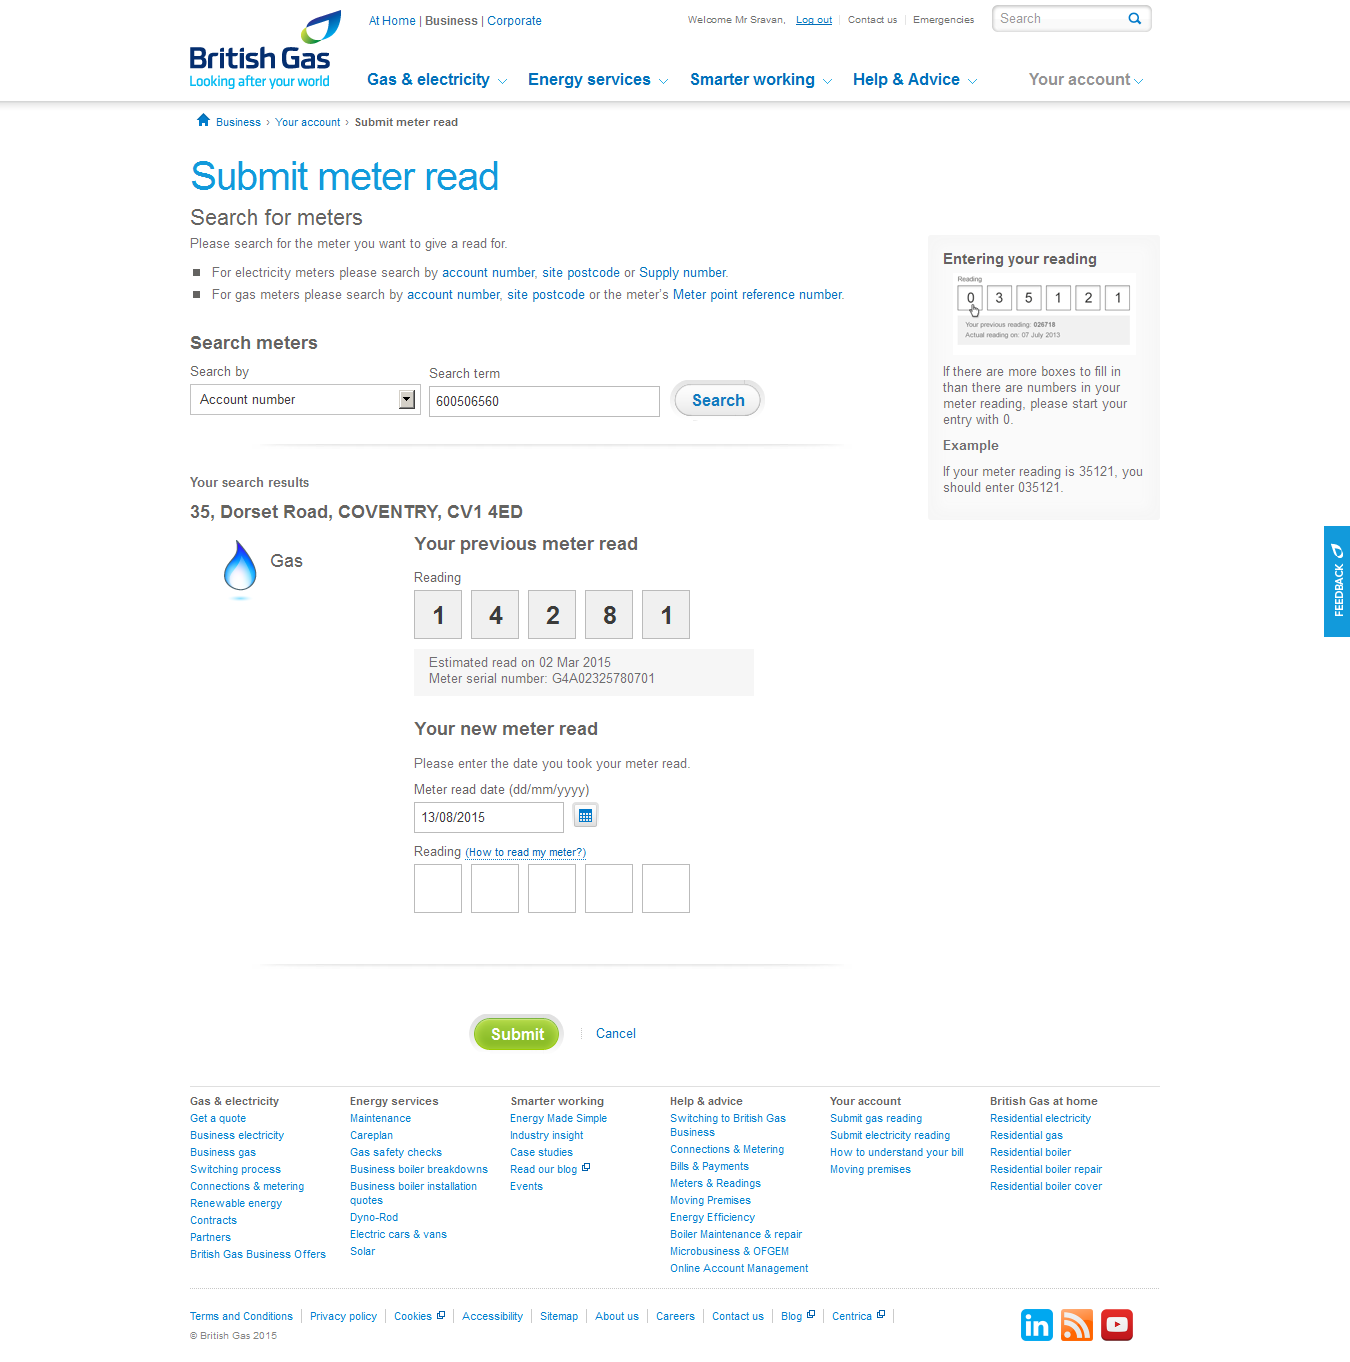 At Home | Business | Corporate
Welcome Mr Sravan, Log out Contact us Emergencies Search
British Gas
Looking after your world
Gas & electricity Energy services Smarter working Help & Advice Your account
Business › Your account › Submit meter read
Submit meter read
Search for meters
Please search for the meter you want to give a read for.
For electricity meters please search by account number, site postcode or Supply number.
For gas meters please search by account number, site postcode or the meter's Meter point reference number.
Search meters
Search by
Account number
Search term
600506560
Search
Entering your reading
Reading
0 3 5 1 2 1
Your previous reading: 026718
Actual reading on: 07 July 2013
If there are more boxes to fill in
than there are numbers in your
meter reading, please start your
entry with 0.
Example
If your meter reading is 35121, you
should enter 035121.
Your search results
35, Dorset Road, COVENTRY, CV1 4ED
Gas
Your previous meter read
Reading
1 4 2 8 1
Estimated read on 02 Mar 2015
Meter serial number: G4A02325780701
Your new meter read
Please enter the date you took your meter read.
Meter read date (dd/mm/yyyy)
13/08/2015
Reading (How to read my meter?)
FEEDBACK
Submit Cancel
Gas & electricity
Get a quote
Business electricity
Business gas
Switching process
Connections & metering
Renewable energy
Contracts
Partners
British Gas Business Offers
Energy services
Maintenance
Careplan
Gas safety checks
Business boiler breakdowns
Business boiler installation
quotes
Dyno-Rod
Electric cars & vans
Solar
Smarter working
Energy Made Simple
Industry insight
Case studies
Read our blog
Events
Help & advice
Switching to British Gas
Business
Connections & Metering
Bills & Payments
Meters & Readings
Moving Premises
Energy Efficiency
Boiler Maintenance & repair
Microbusiness & OFGEM
Online Account Management
Your account
Submit gas reading
Submit electricity reading
How to understand your bill
Moving premises
British Gas at home
Residential electricity
Residential gas
Residential boiler
Residential boiler repair
Residential boiler cover
Terms and Conditions Privacy policy Cookies Accessibility Sitemap About us Careers Contact us Blog Centrica
© British Gas 2015
in